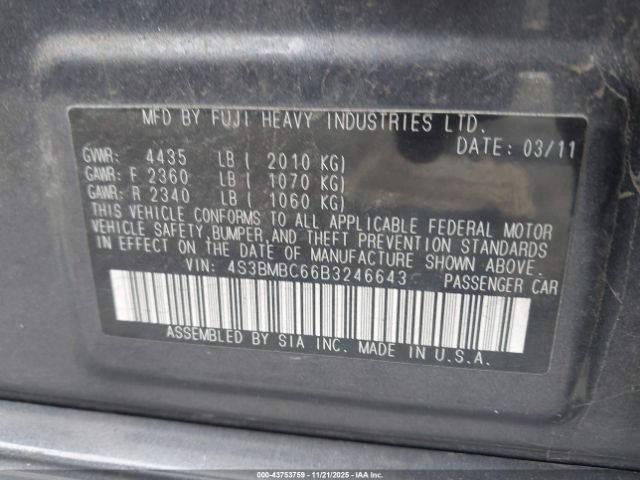 MFD BY FUJI HEAVY INDUSTRIES LTD.
DATE: 03/11
GVWR: 4435 LB ( 2010 KG)
GAWR: F 2360 LB ( 1070 KG)
GAWR: R 2340 LB ( 1060 KG)
THIS VEHICLE CONFORMS TO ALL APPLICABLE FEDERAL MOTOR
VEHICLE SAFETY, BUMPER, AND THEFT PREVENTION STANDARDS
IN EFFECT ON THE DATE OF MANUFACTURE SHOWN ABOVE.
VIN: 4S3BMBC66B3246643 PASSENGER CAR
ASSEMBLED BY SIA INC. MADE IN U.S.A.
000-43753759 - 11/21/2025 - IAAI.CA